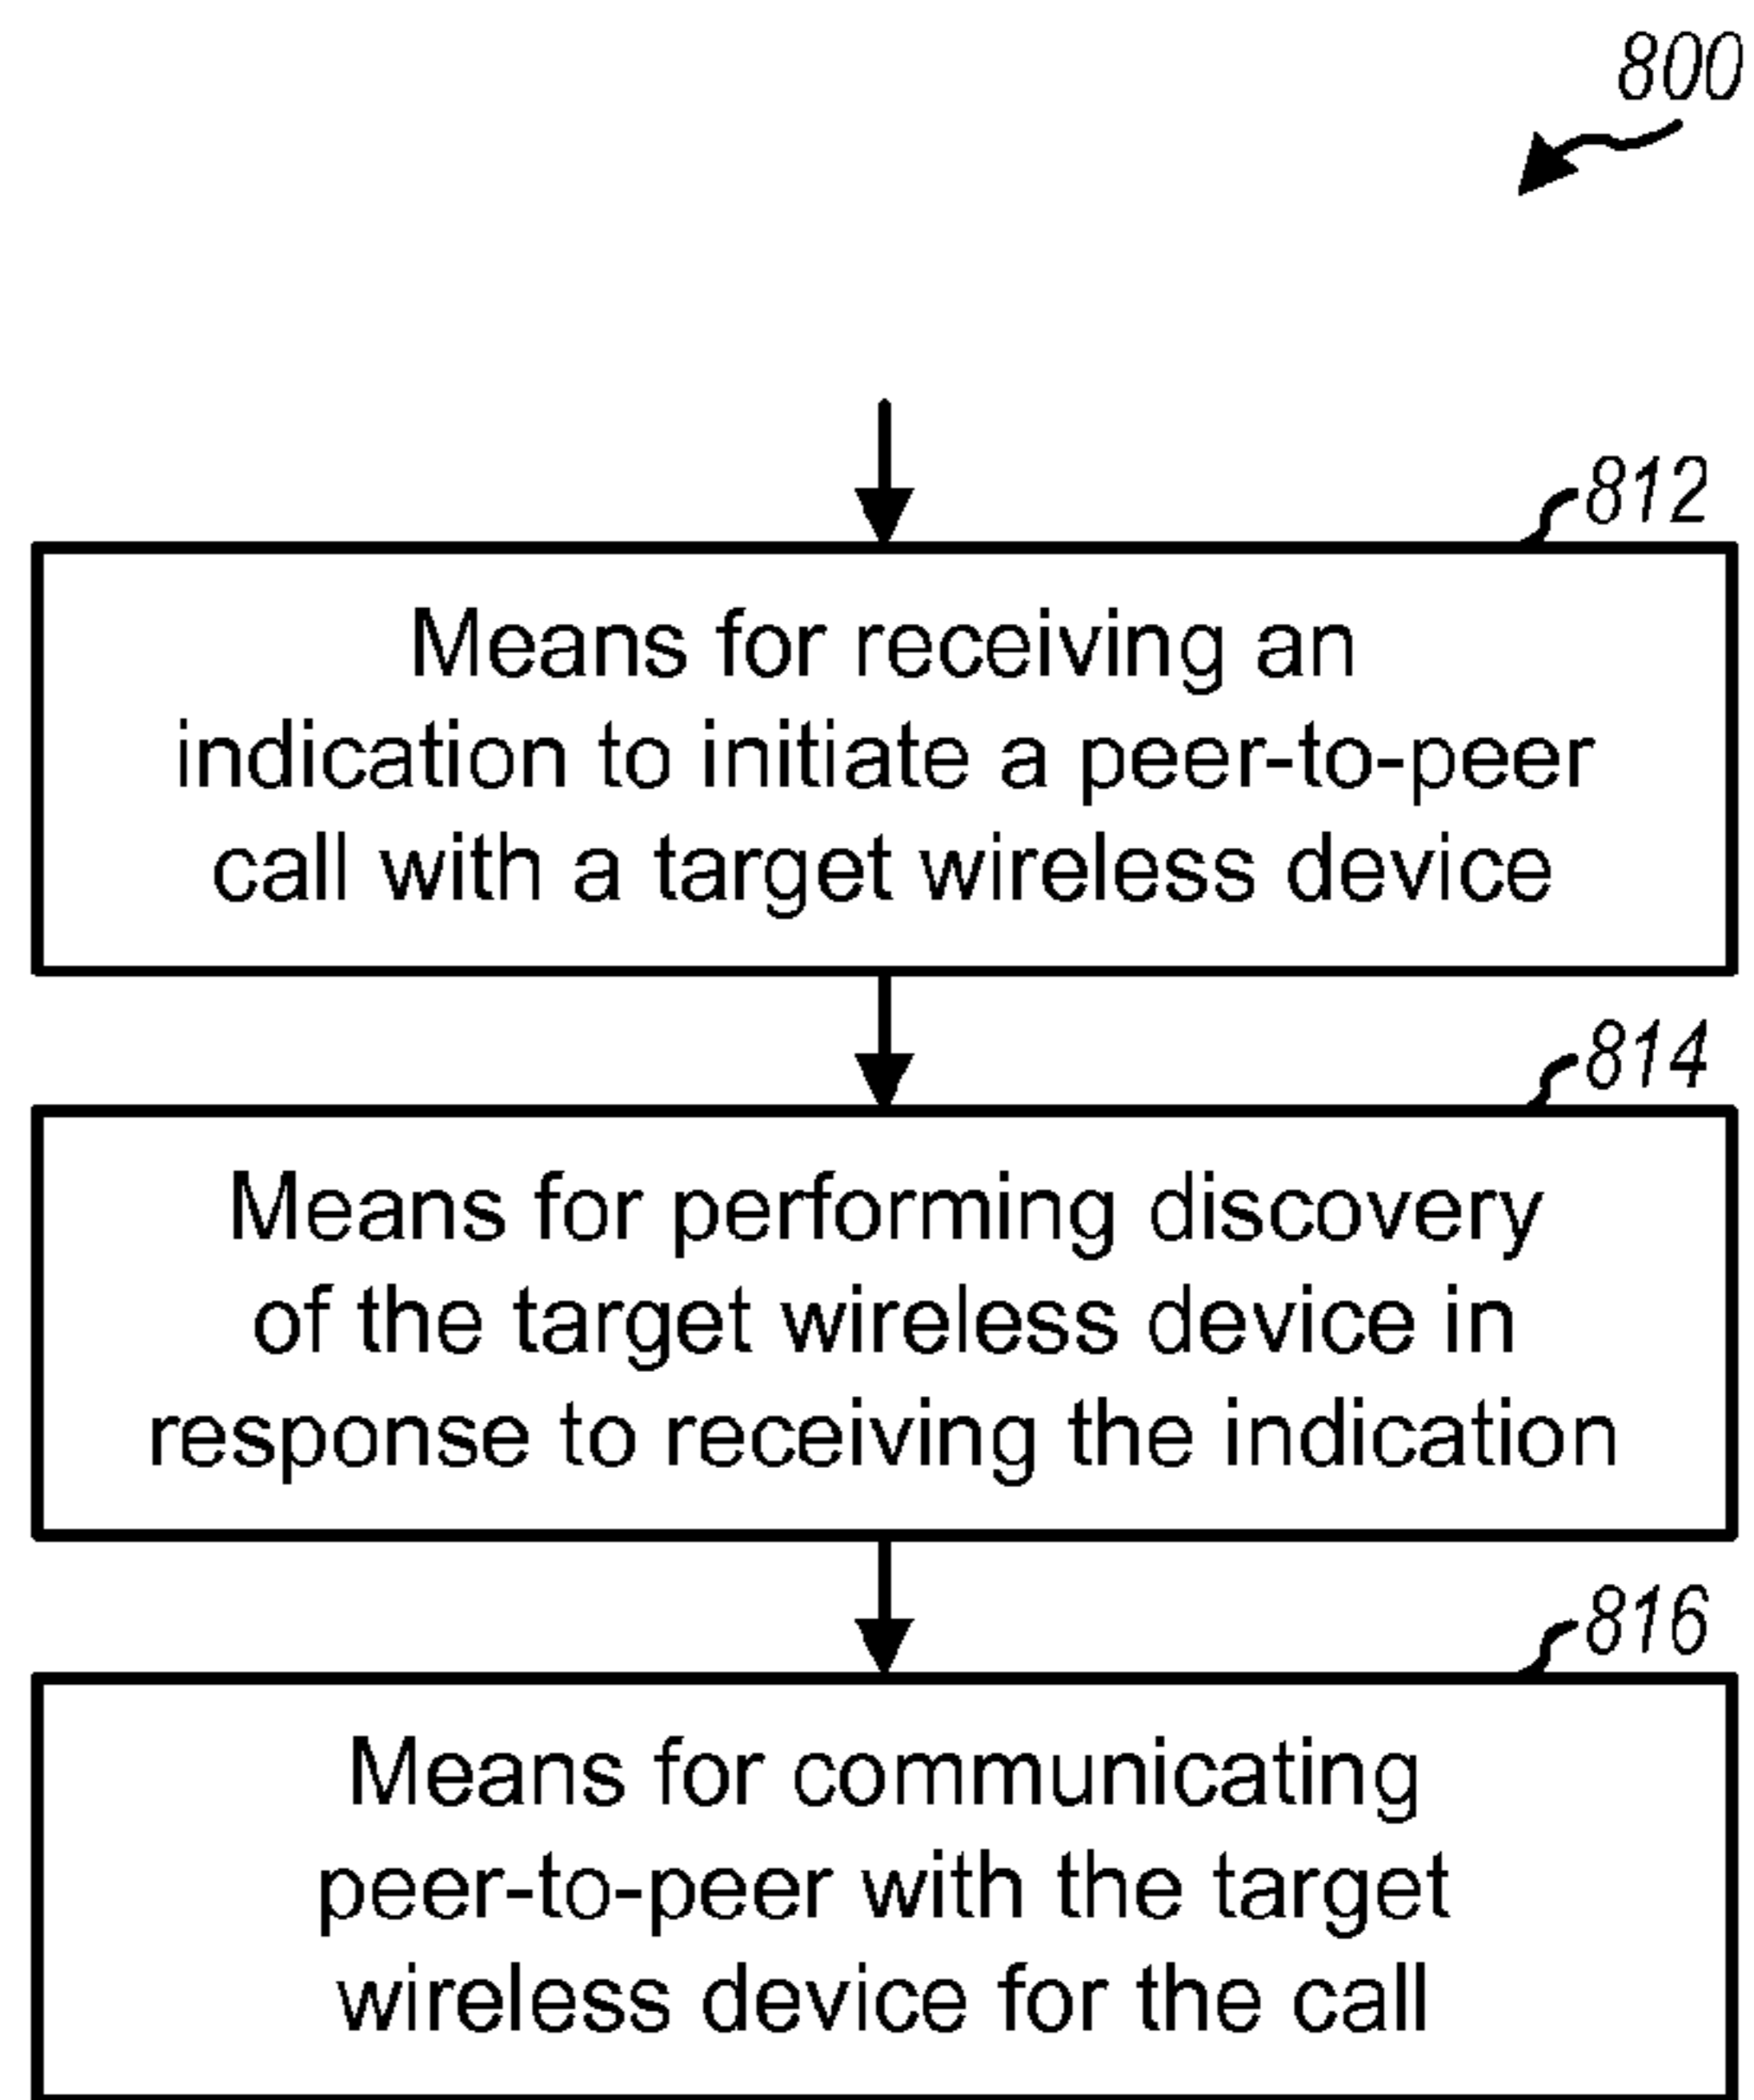 800
812
Means for receiving an
indication to initiate a peer-to-peer
call with a target wireless device
814
Means for performing discovery
of the target wireless device in
response to receiving the indication
816
Means for communicating
peer-to-peer with the target
wireless device for the call